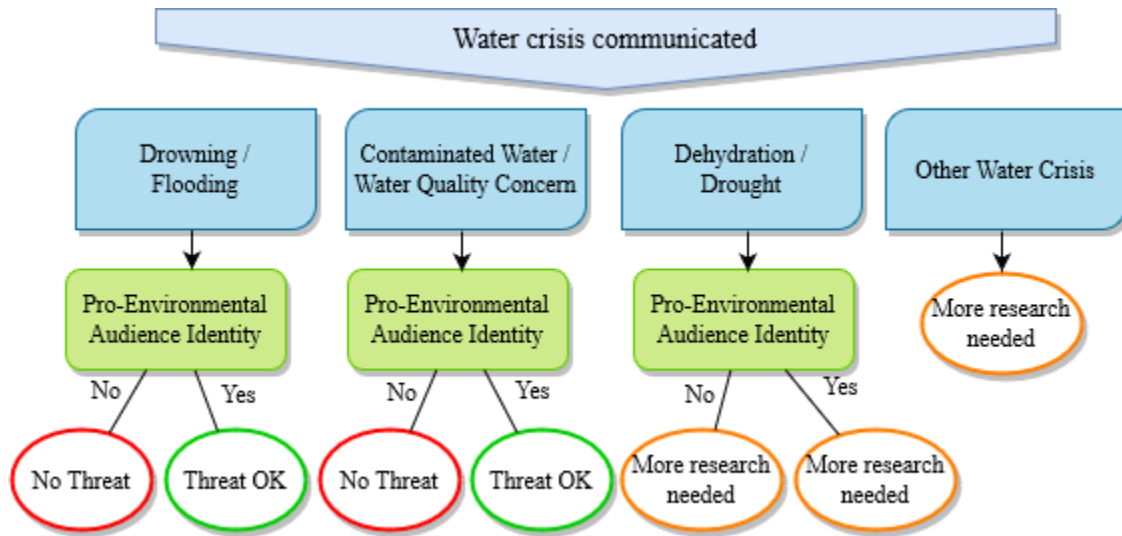 Water crisis communicated
Drowning /
Flooding
Contaminated Water /
Water Quality Concern
Dehydration /
Drought
Other Water Crisis
Pro-Environmental
Audience Identity
Pro-Environmental
Audience Identity
Pro-Environmental
Audience Identity
More research
needed
No
Yes
No
Yes
No
Yes
No Threat
Threat OK
No Threat
Threat OK
More research
needed
More research
needed